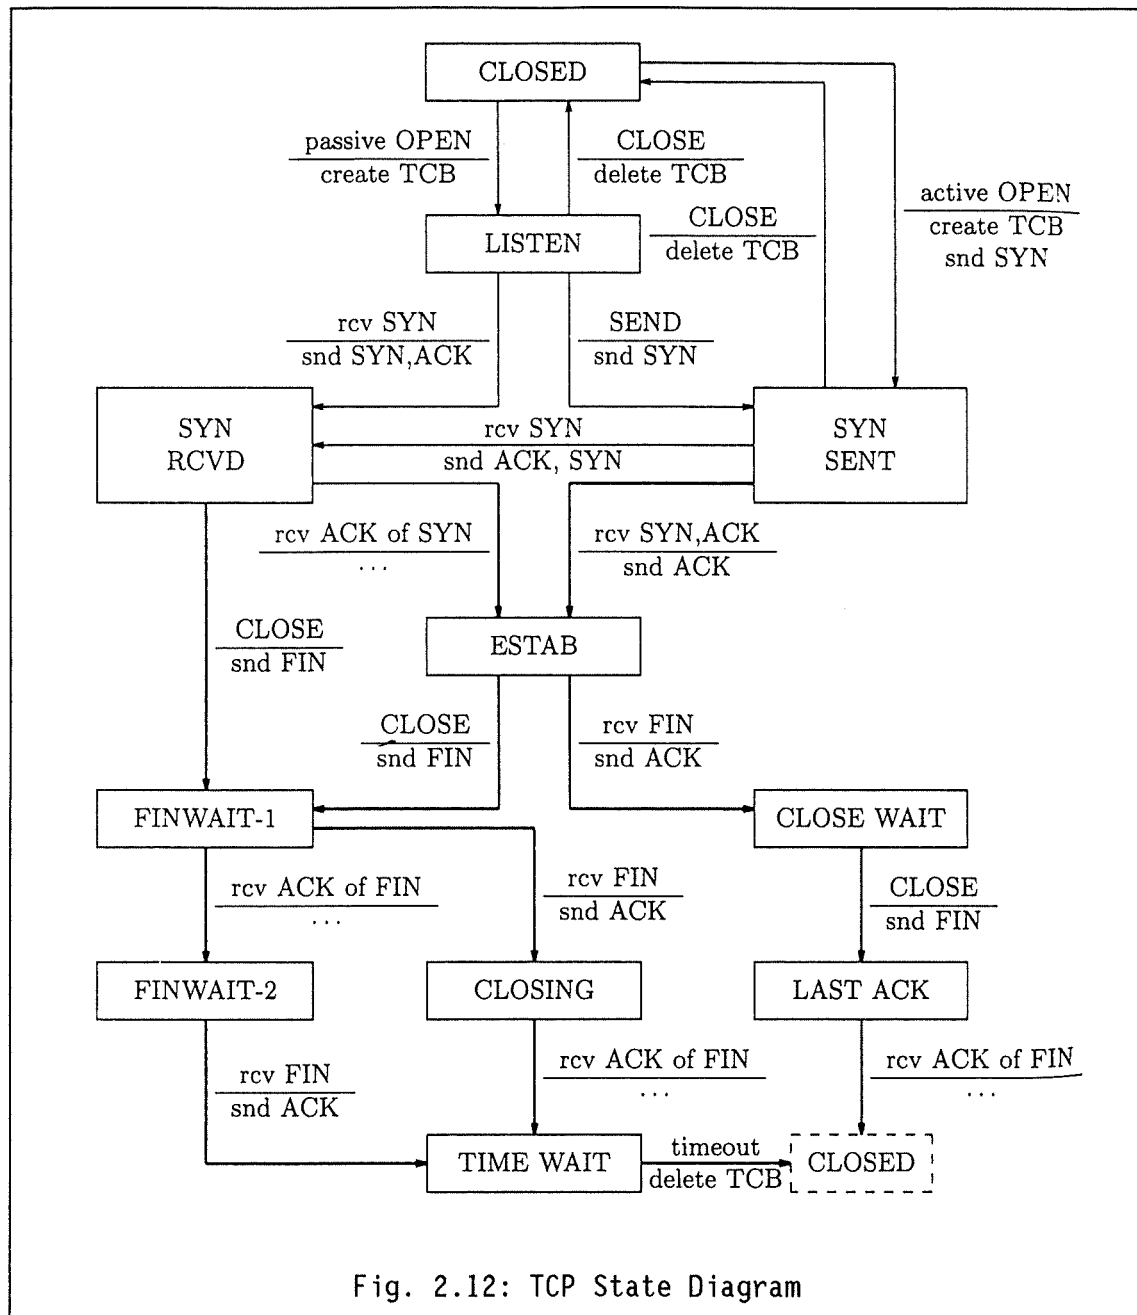 CLOSED
passive OPEN
create TCB
CLOSE
delete TCB
active OPEN
create TCB
snd SYN
LISTEN
CLOSE
delete TCB
rcv SYN
snd SYN,ACK
SEND
snd SYN
SYN
RCVD
rcv SYN
snd ACK, SYN
SYN
SENT
rcv ACK of SYN
...
rcv SYN,ACK
snd ACK
CLOSE
snd FIN
ESTAB
CLOSE
snd FIN
rcv FIN
snd ACK
FINWAIT-1
CLOSE WAIT
rcv ACK of FIN
...
rcv FIN
snd ACK
CLOSE
snd FIN
FINWAIT-2
CLOSING
LAST ACK
rcv FIN
snd ACK
rcv ACK of FIN
...
rcv ACK of FIN
...
TIME WAIT
timeout
delete TCB
CLOSED
Fig. 2.12: TCP State Diagram